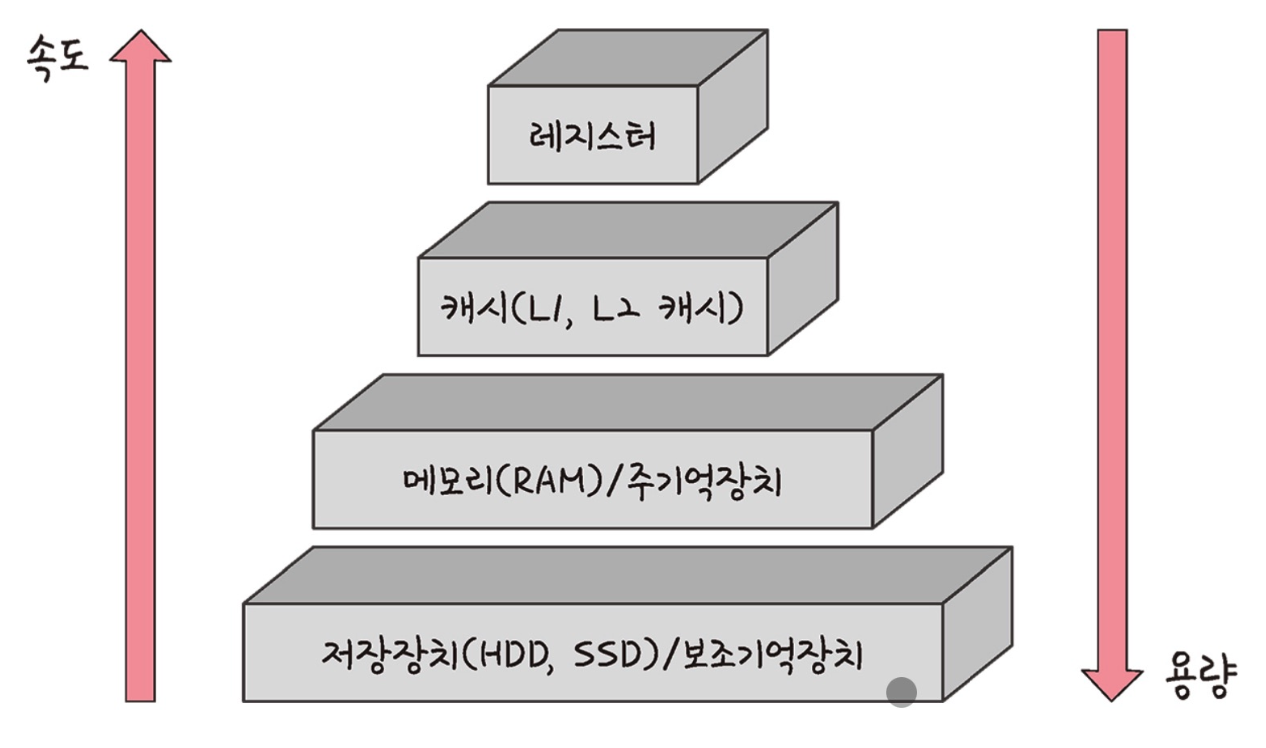 속도
레지스터
캐시(L1, L2 캐시)
메모리(RAM)/주기억장치
저장장치(HDD, SSD)/보조기억장치
용량